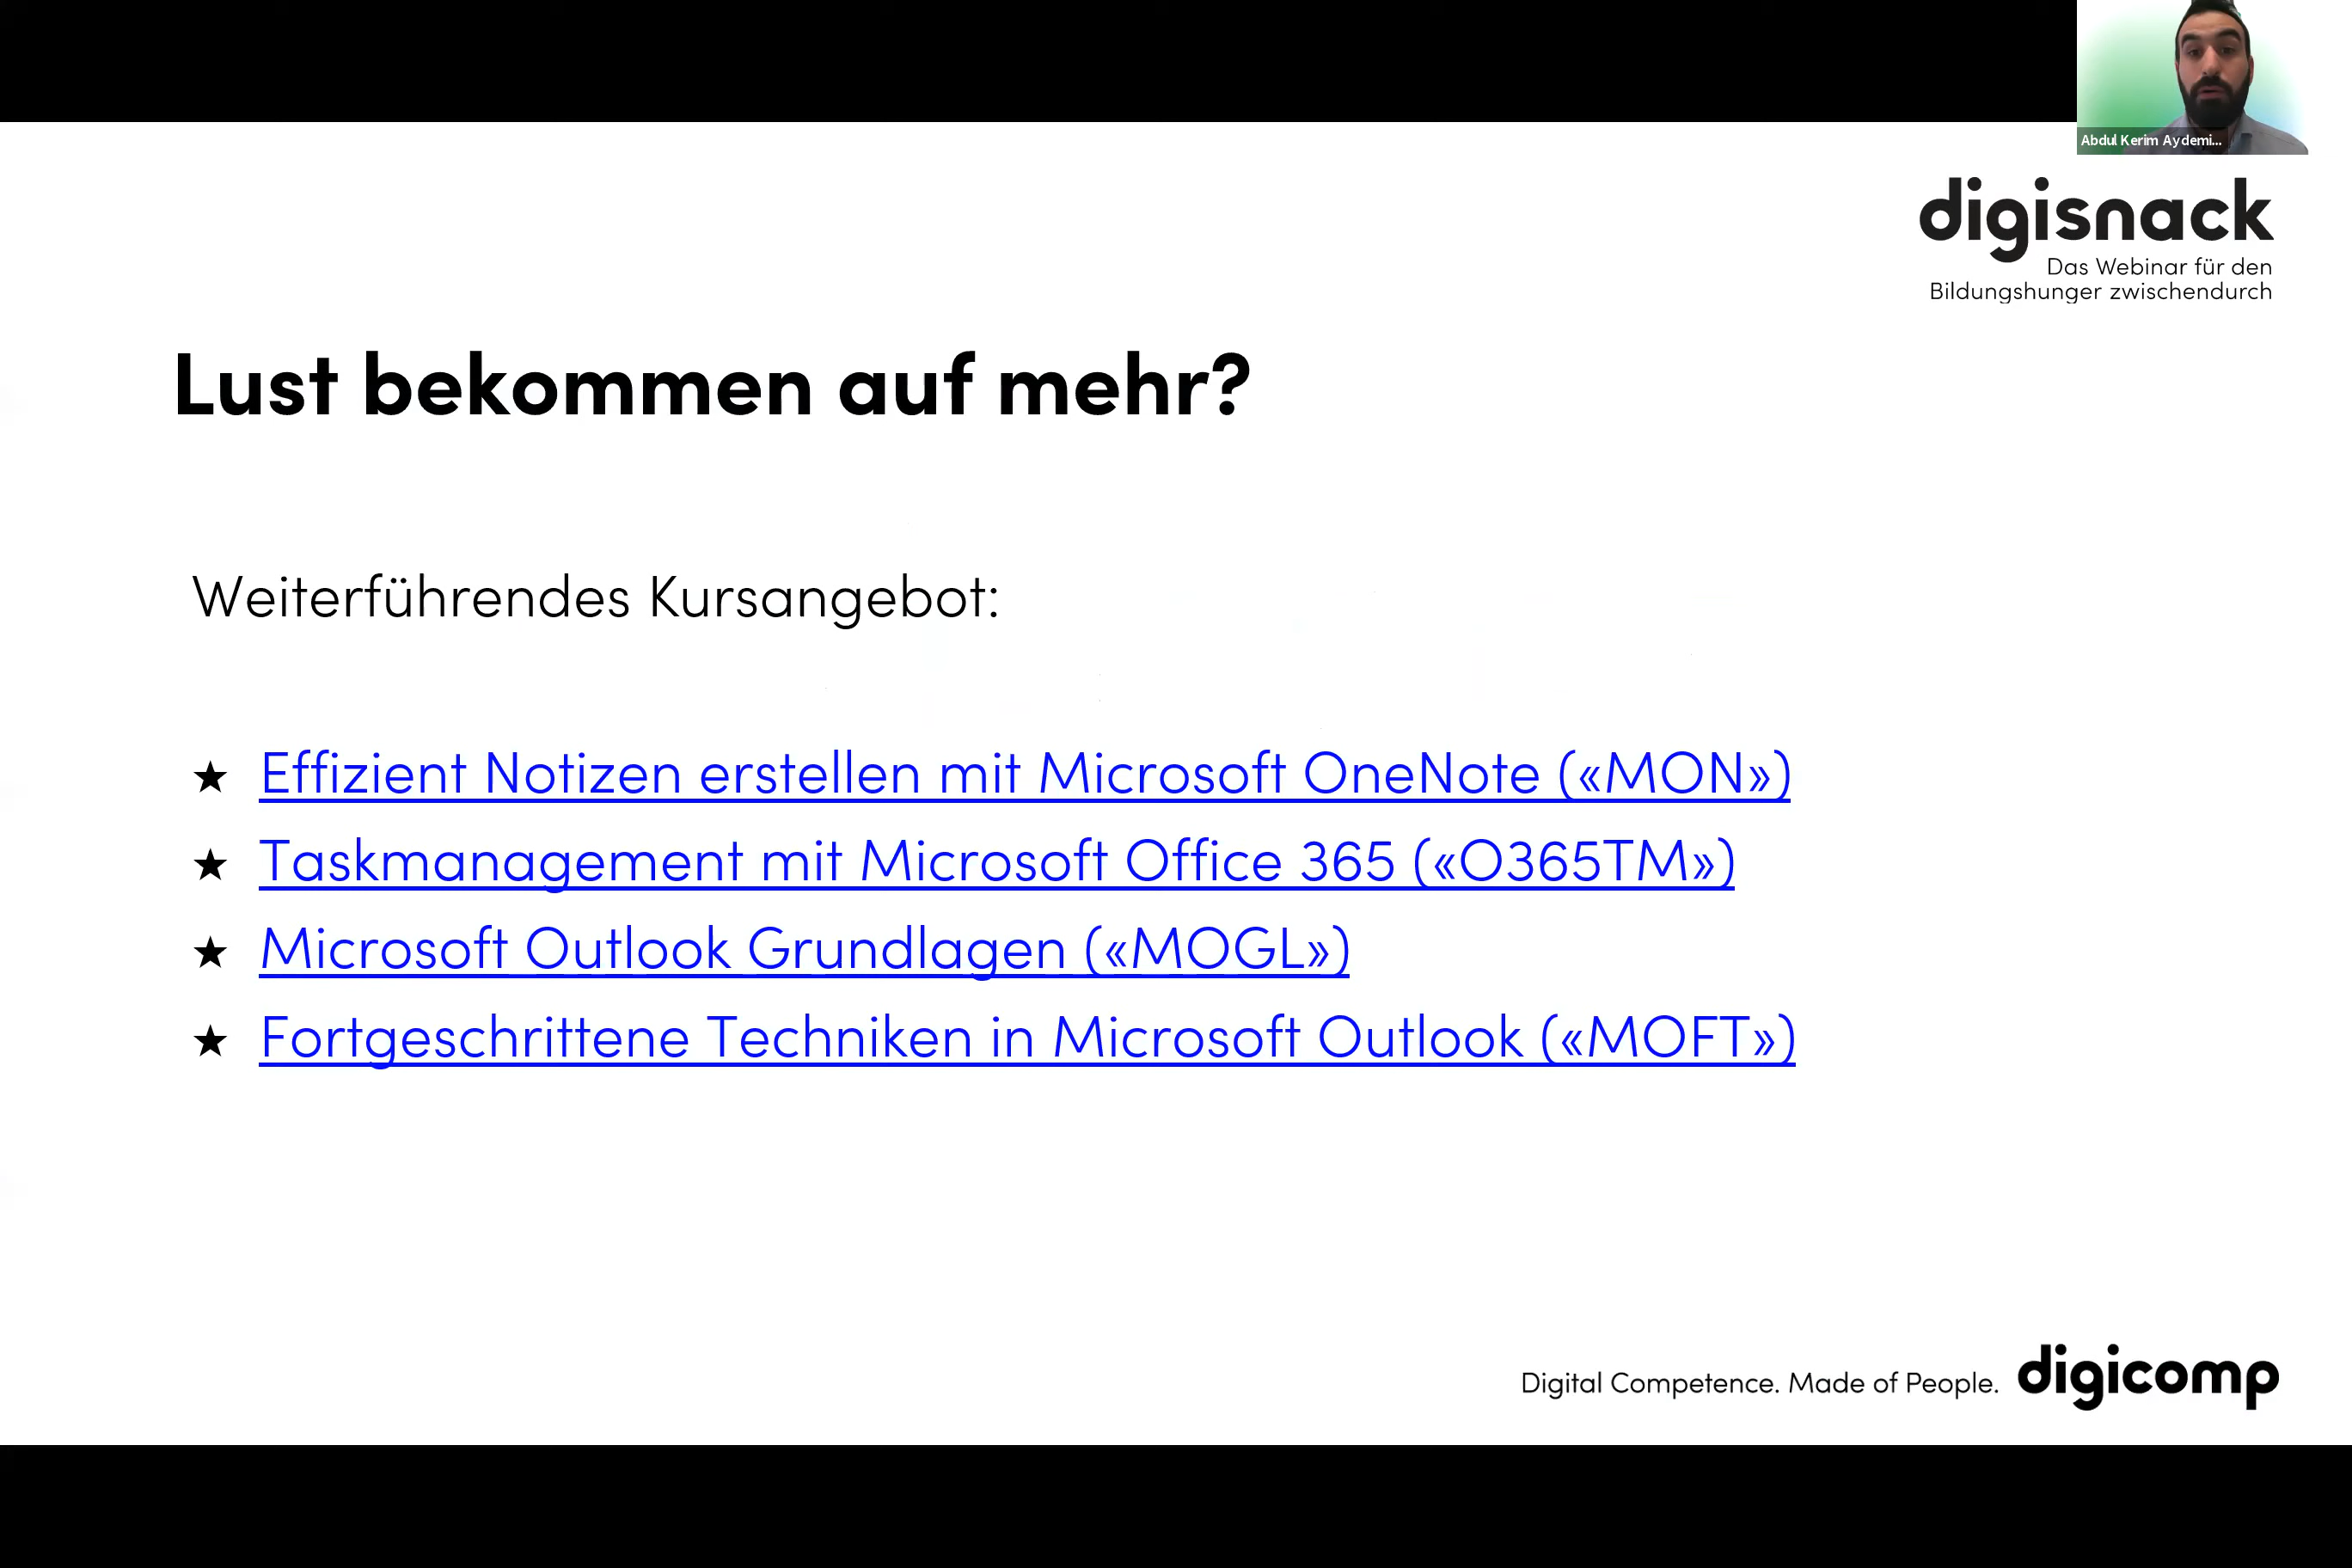 Abdul Kerim Aydemi...
digisnack
Das Webinar für den
Bildungshunger zwischendurch
Lust bekommen auf mehr?
Weiterführendes Kursangebot:
★ Effizient Notizen erstellen mit Microsoft OneNote («MON»)
★ Taskmanagement mit Microsoft Office 365 («O365TM»)
★ Microsoft Outlook Grundlagen («MOGL»)
★ Fortgeschrittene Techniken in Microsoft Outlook («MOFT»)
Digital Competence. Made of People. digicomp